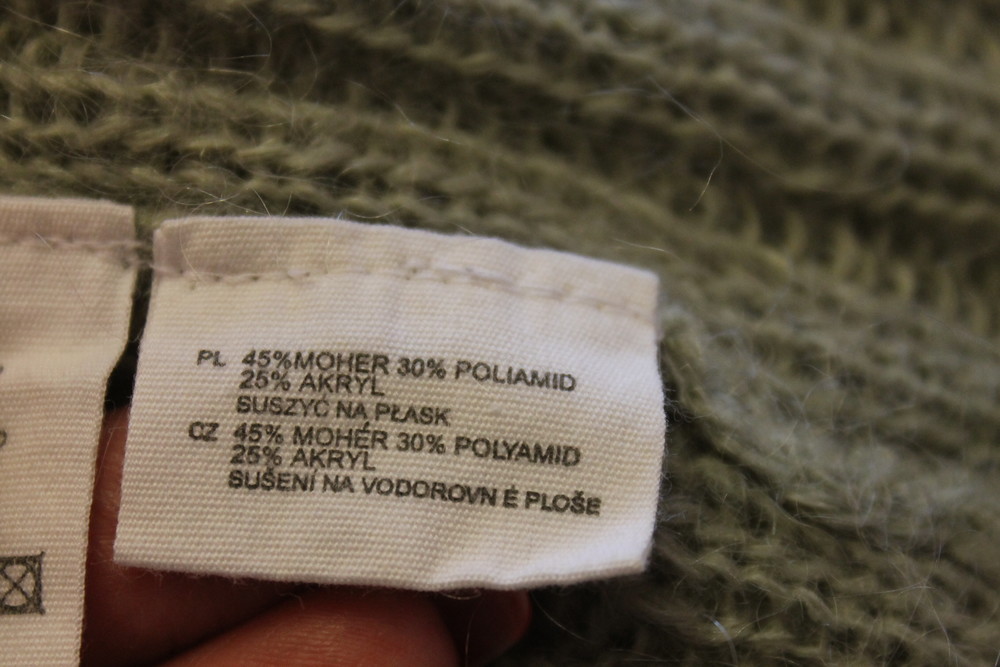 PL 45%MOHER 30% POLIAMID
25% AKRYL
SUSZYĆ NA PŁASK
CZ 45% MOHÉR 30% POLYAMID
25% AKRYL
SUŠENÍ NA VODOROVN É PLOŠE